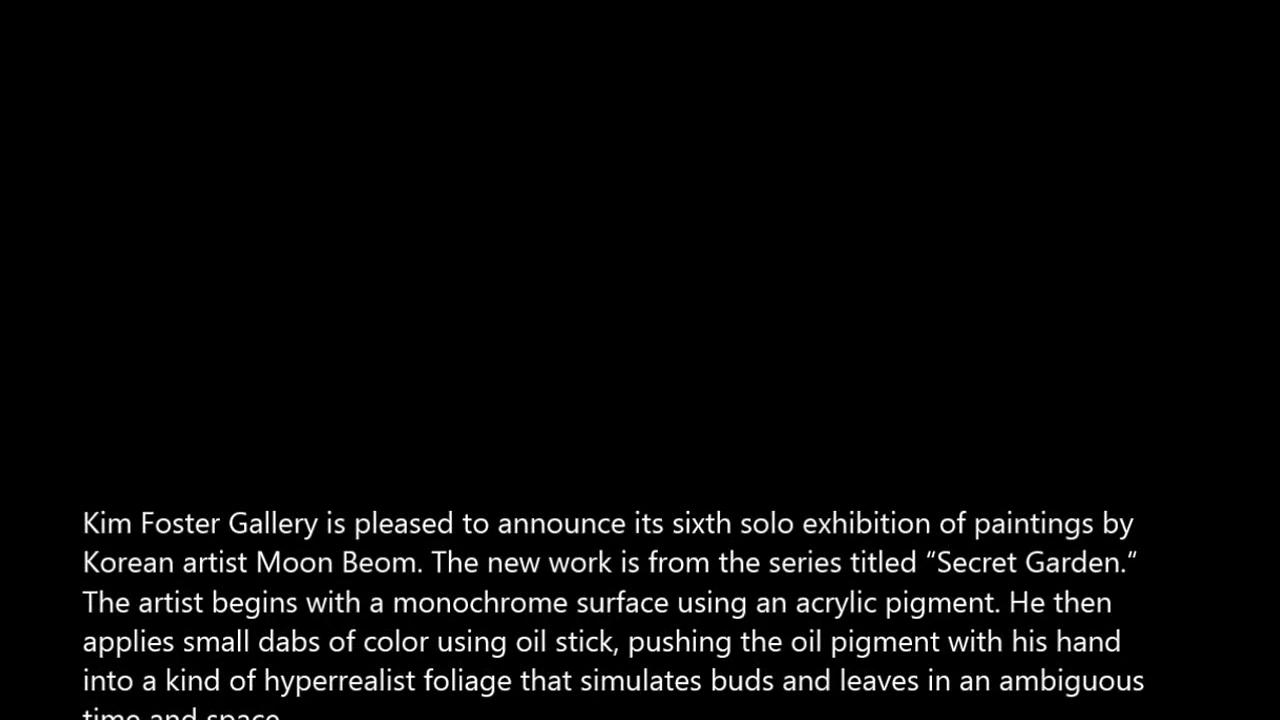 Kim Foster Gallery is pleased to announce its sixth solo exhibition of paintings by
Korean artist Moon Beom. The new work is from the series titled “Secret Garden.“
The artist begins with a monochrome surface using an acrylic pigment. He then
applies small dabs of color using oil stick, pushing the oil pigment with his hand
into a kind of hyperrealist foliage that simulates buds and leaves in an ambiguous
time and space.